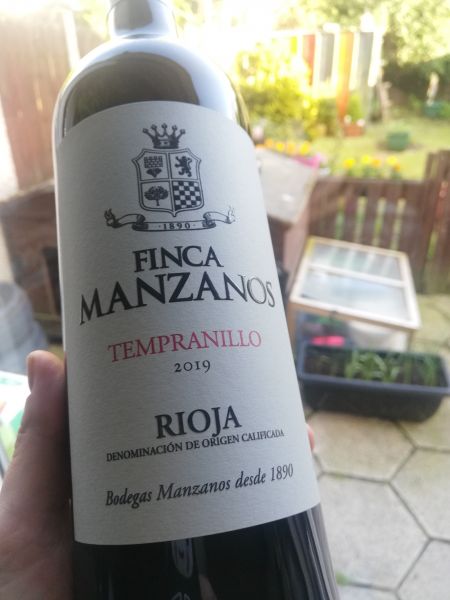 1890
FINCA
MANZANOS
TEMPRANILLO
2019
RIOJA
DENOMINACIÓN DE ORIGEN CALIFICADA
Bodegas Manzanos desde 1890